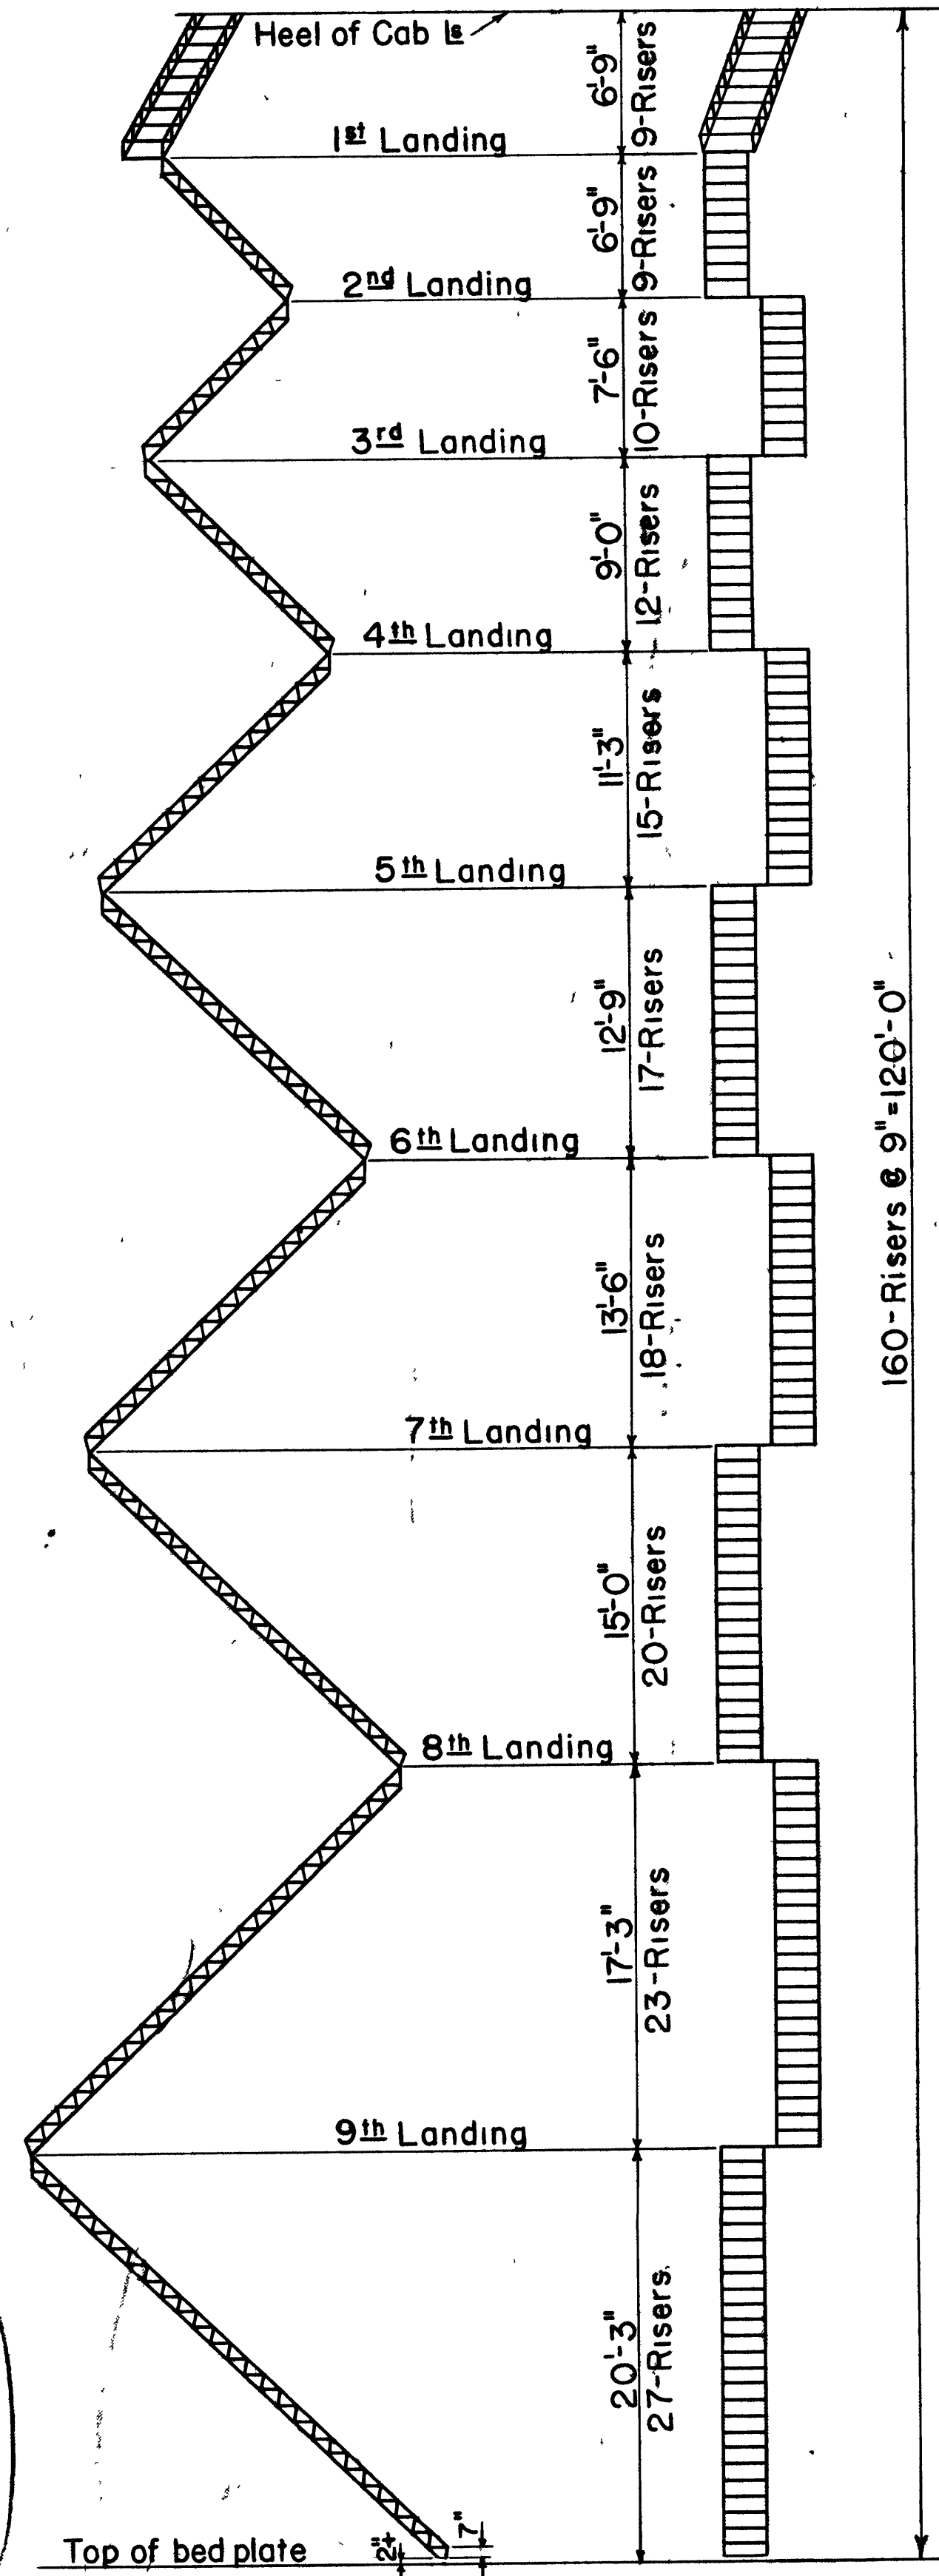 Heel of Cab Ls
6'-9"
9-Risers
1st Landing
6'-9"
9-Risers
2nd Landing
7'-6"
10-Risers
3rd Landing
9'-0"
12-Risers
4th Landing
11'-3"
15-Risers
5th Landing
12'-9"
17-Risers
160-Risers @ 9"=120'-0"
6th Landing
13'-6"
18-Risers
7th Landing
15'-0"
20-Risers
8th Landing
17'-3"
23-Risers
9th Landing
20'-3"
27-Risers
Top of bed plate
2"±
7"